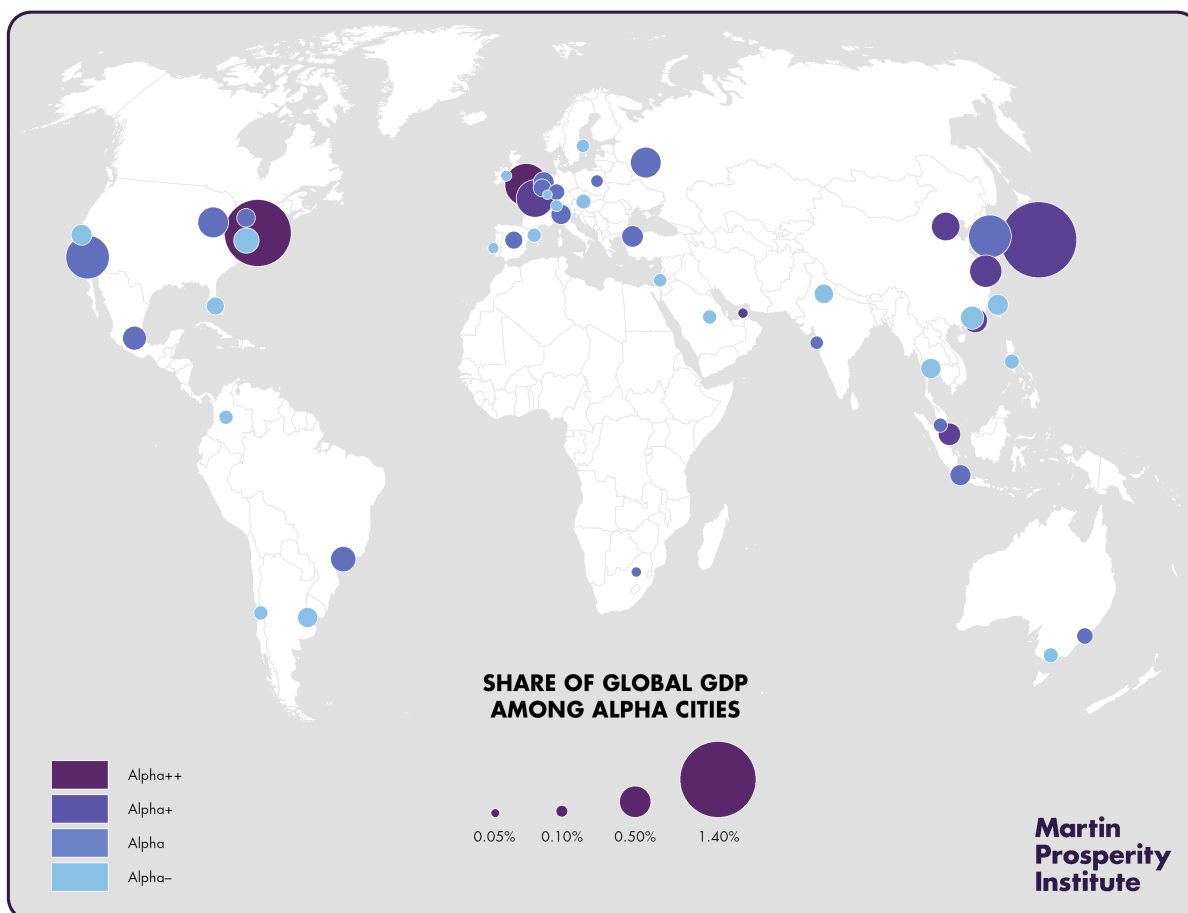 SHARE OF GLOBAL GDP
AMONG ALPHA CITIES
Alpha++
Alpha+
Alpha
Alpha–
0.05%
0.10%
0.50%
1.40%
Martin
Prosperity
Institute